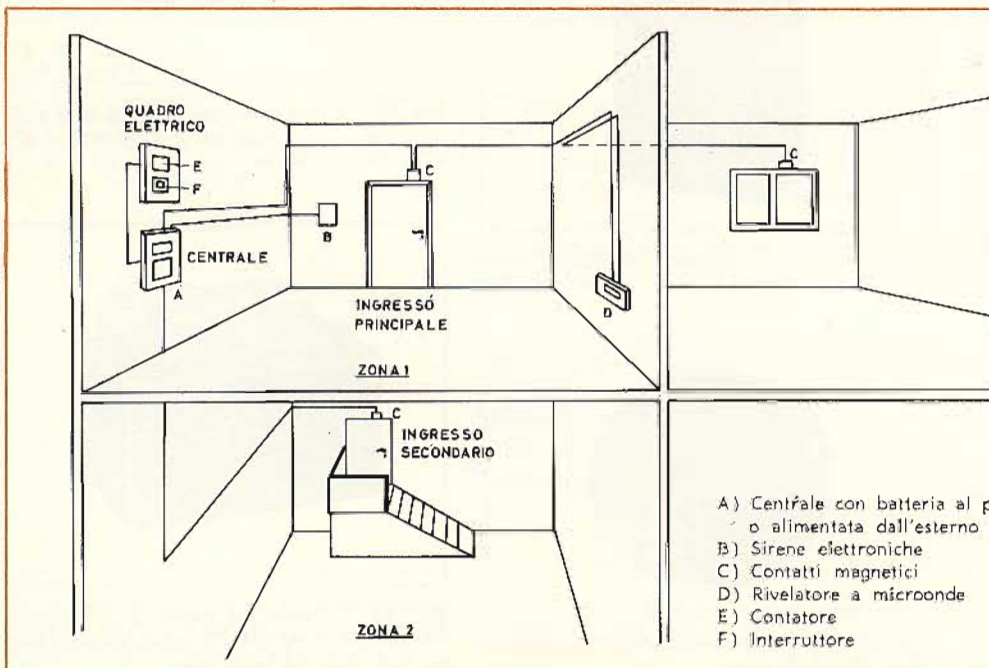 QUADRO
ELETTRICO
E
F
CENTRALE
A
B
C
INGRESSO
PRINCIPALE
D
C
ZONA 1
C
INGRESSO
SECONDARIO
ZONA 2
A) Centrale con batteria al p
o alimentata dall'esterno
B) Sirene elettroniche
C) Contatti magnetici
D) Rivelatore a microonde
E) Contatore
F) Interruttore